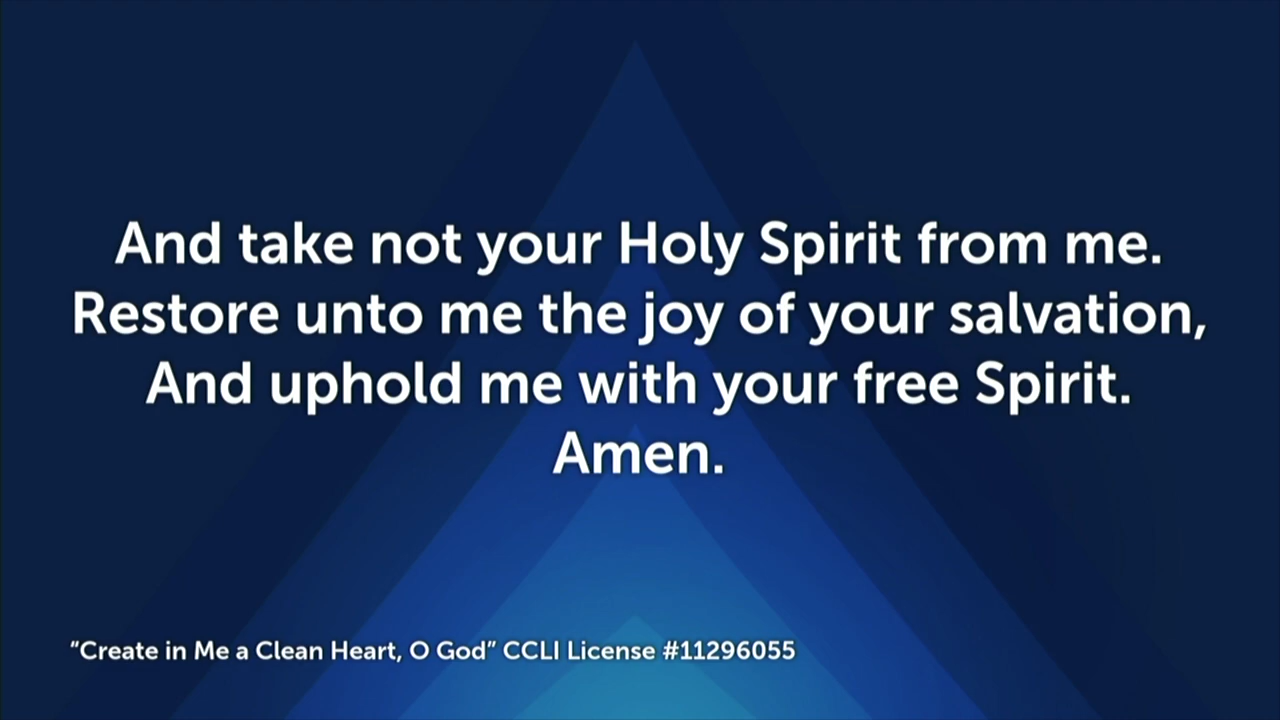 And take not your Holy Spirit from me.
Restore unto me the joy of your salvation,
And uphold me with your free Spirit.
Amen.
“Create in Me a Clean Heart, O God” CCLI License #11296055